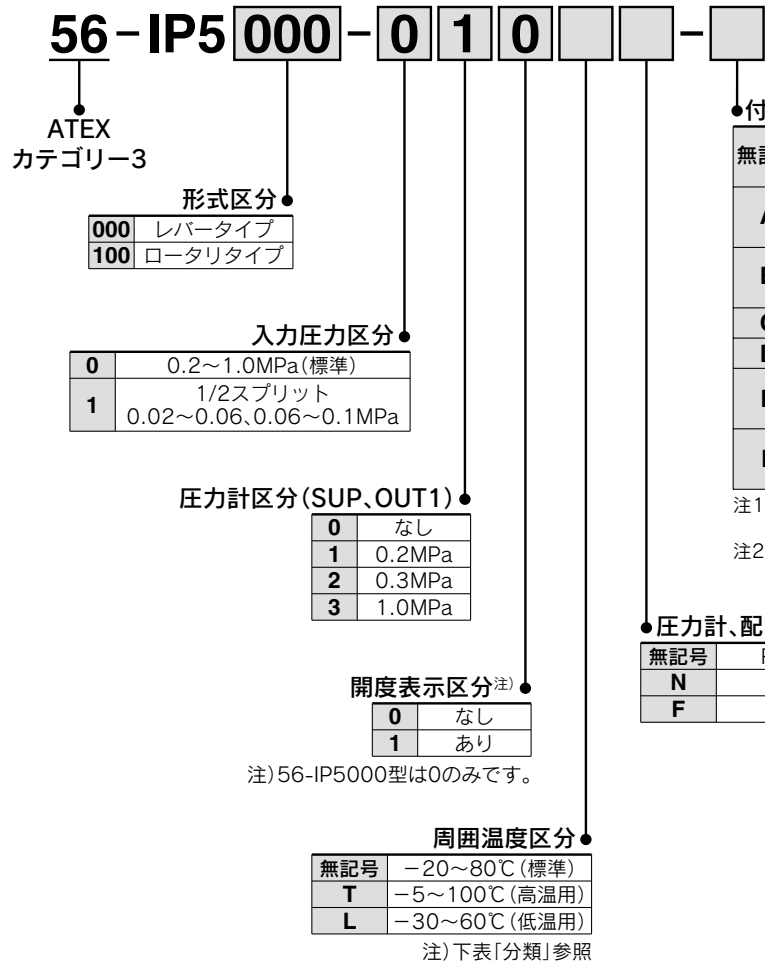 56-IP5 000 - 0 1 0 -
ATEX
カテゴリー3
形式区分
000 レバータイプ
100 ロータリタイプ
入力圧力区分
0 0.2～1.0MPa(標準)
1 1/2スプリット
0.02～0.06、0.06～0.1MPa
圧力計区分(SUP、OUT1)
0 なし
1 0.2MPa
2 0.3MPa
3 1.0MPa
開度表示区分注)
0 なし
1 あり
注)56-IP5000型は0のみです。
周囲温度区分
無記号 －20～80℃(標準)
T －5～100℃(高温用)
L －30～60℃(低温用)
注)下表「分類」参照
圧力計、配
無記号
N
F
付
注1
注2